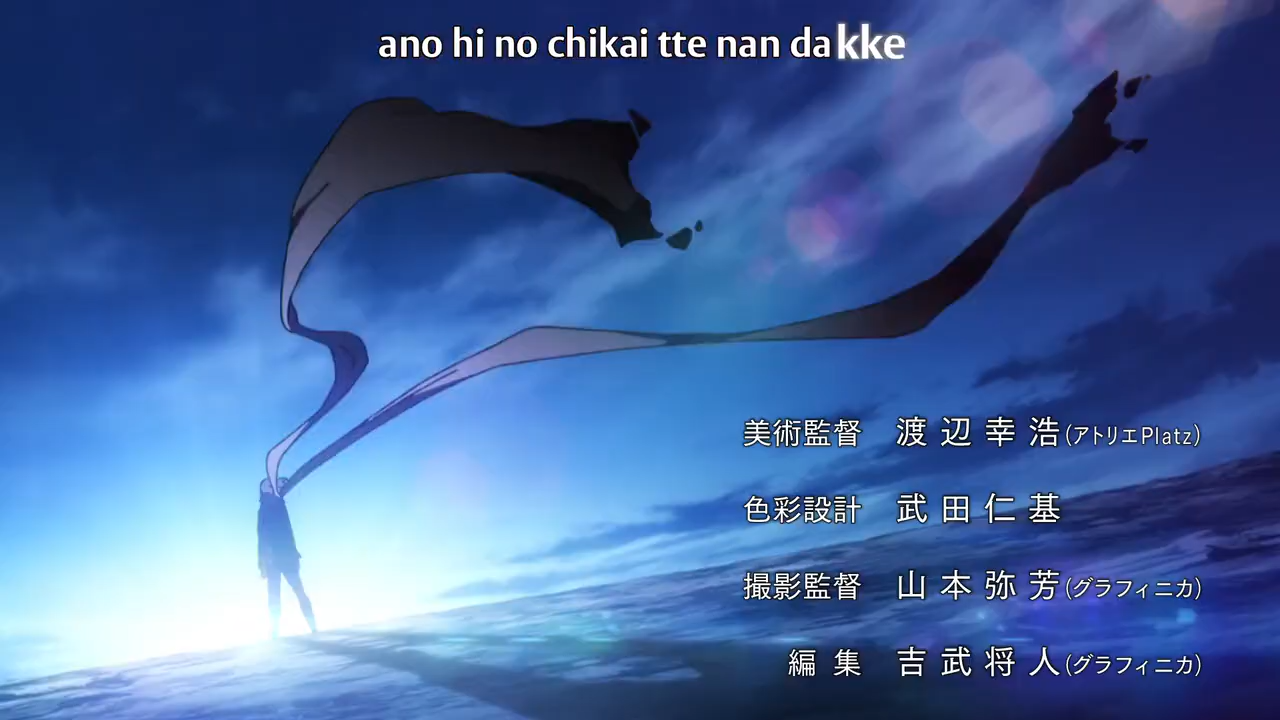 ano hi no chikai tte nan dakke
美術監督 渡辺幸浩(アトリエPlatz)
色彩設計 武田仁基
撮影監督 山本弥芳(グラフィニカ)
編集 吉武将人(グラフィニカ)